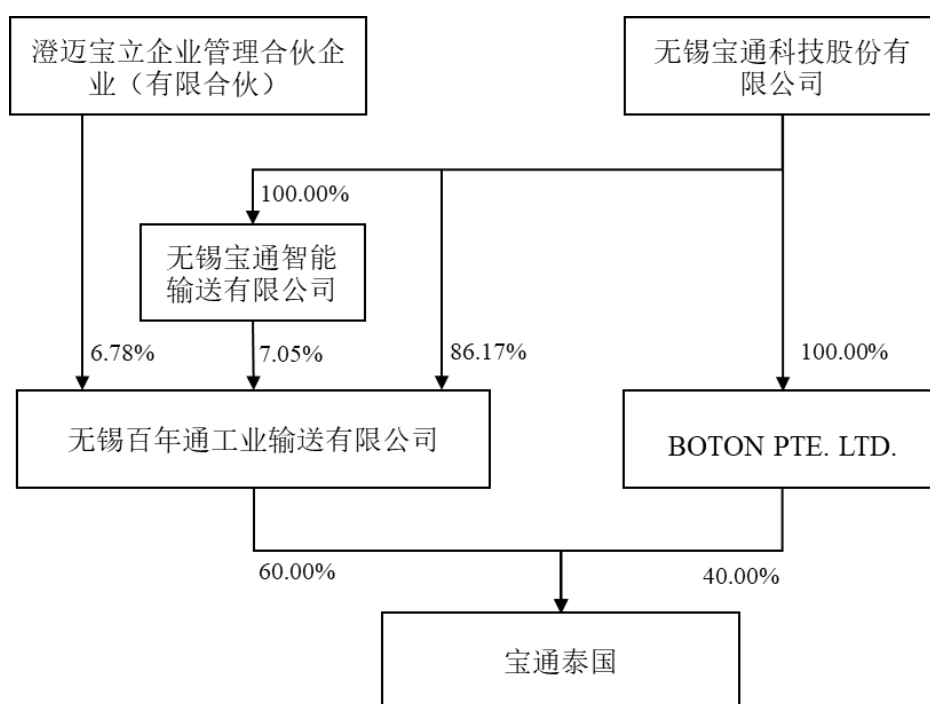 澄迈宝立企业管理合伙企
业（有限合伙）
无锡宝通科技股份有
限公司
100.00%
无锡宝通智能
输送有限公司
6.78%
7.05%
86.17%
100.00%
无锡百年通工业输送有限公司
BOTON PTE. LTD.
60.00%
40.00%
宝通泰国